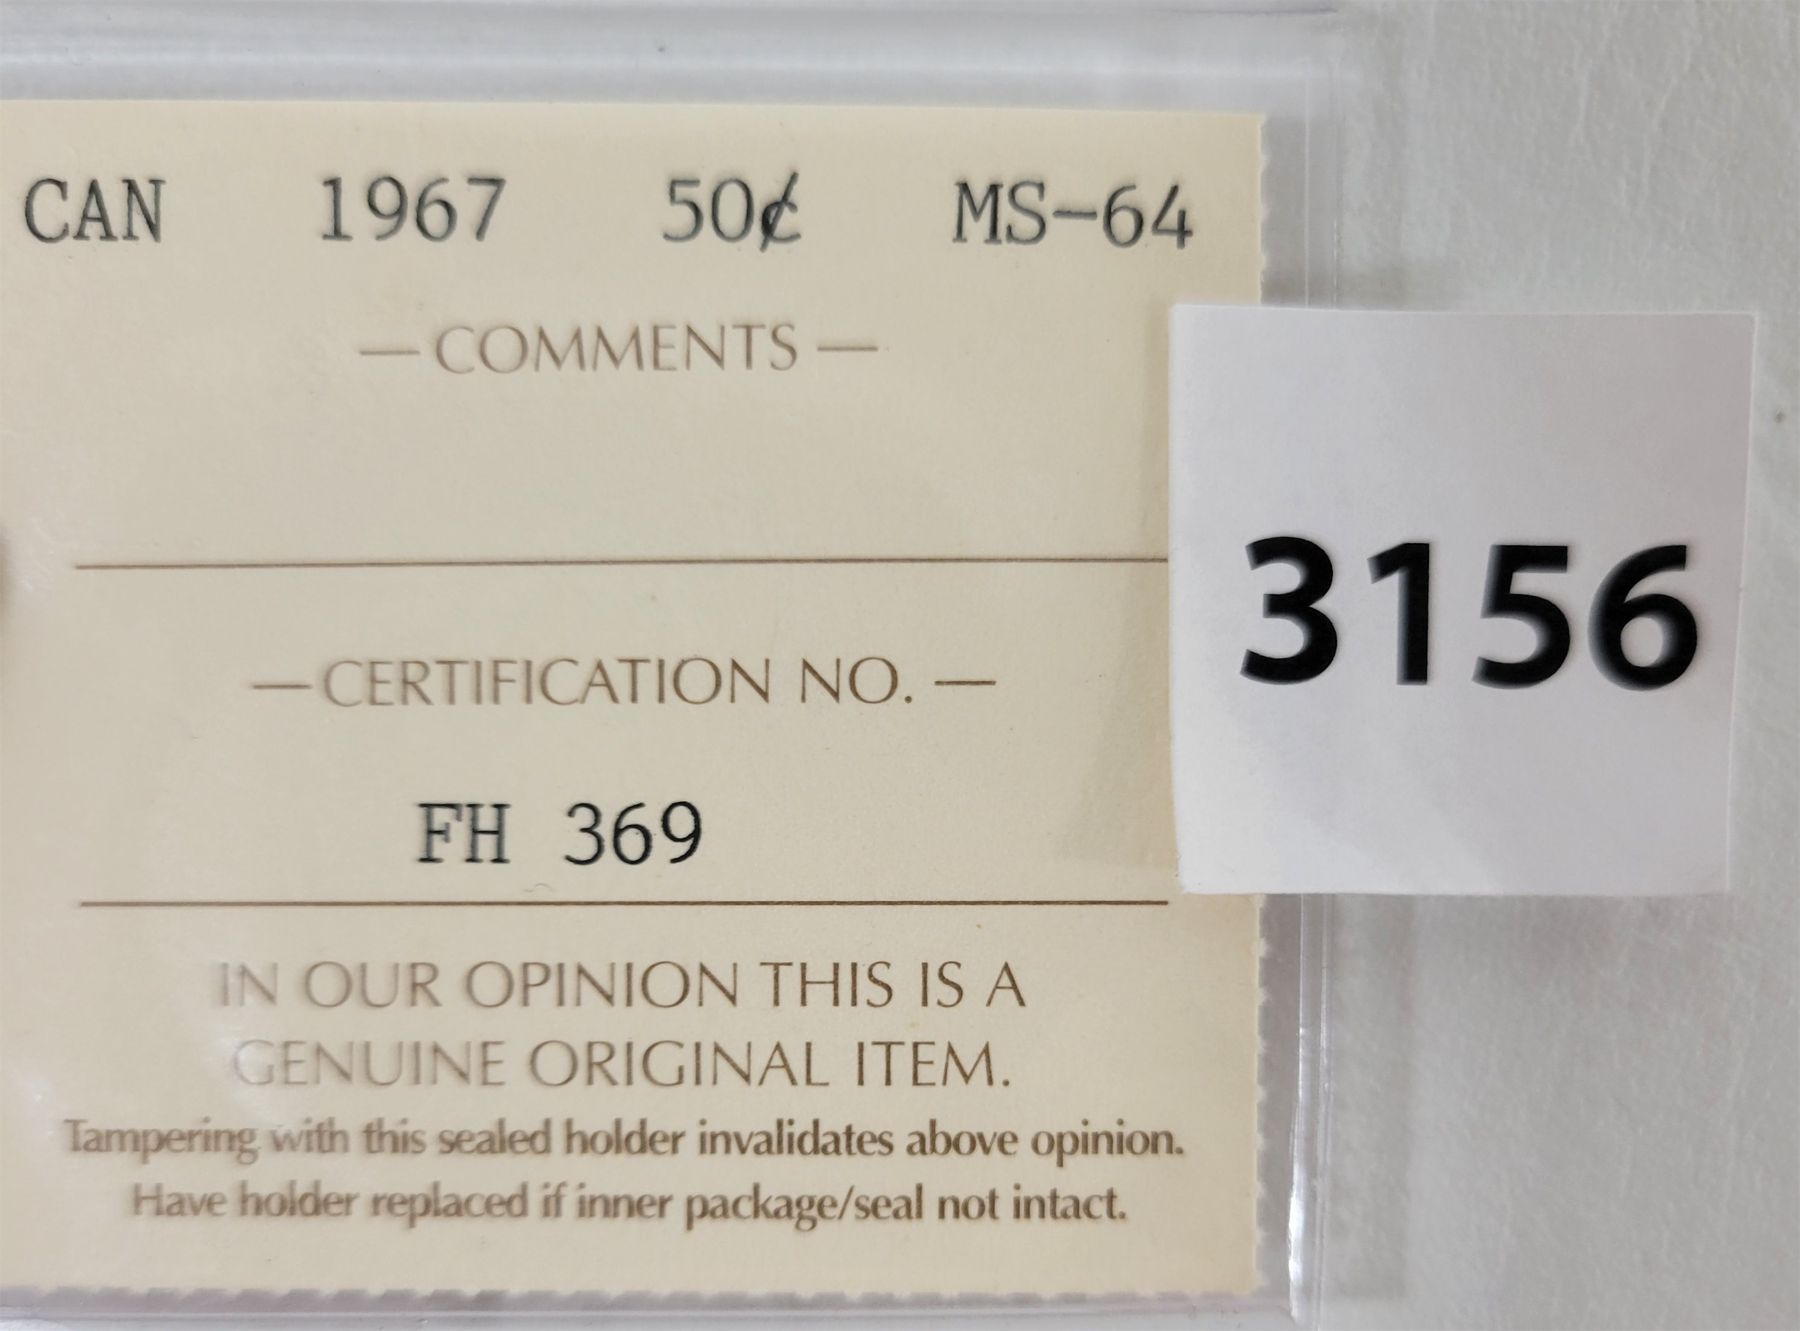 CAN 1967 50¢ MS-64
— COMMENTS —
3156
— CERTIFICATION NO. —
FH 369
IN OUR OPINION THIS IS A
GENUINE ORIGINAL ITEM.
Tampering with this sealed holder invalidates above opinion.
Have holder replaced if inner package/seal not intact.